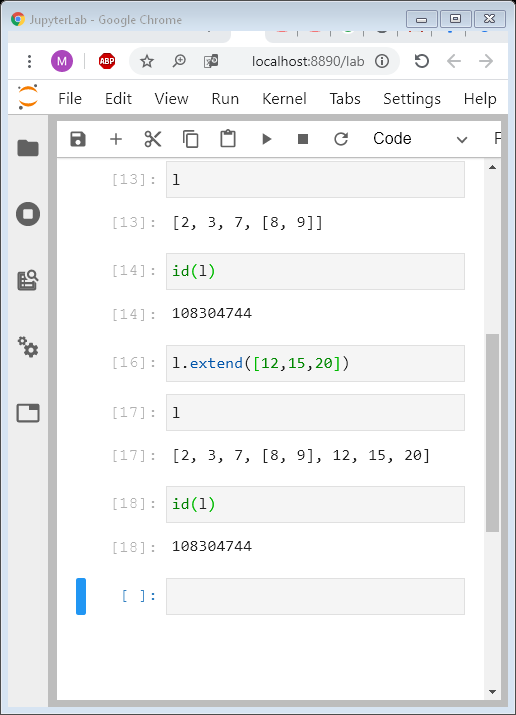 JupyterLab - Google Chrome
M ABP localhost:8890/lab
File Edit View Run Kernel Tabs Settings Help
Code
[13]: l
[13]: [2, 3, 7, [8, 9]]
[14]: id(l)
[14]: 108304744
[16]: l.extend([12,15,20])
[17]: l
[17]: [2, 3, 7, [8, 9], 12, 15, 20]
[18]: id(l)
[18]: 108304744
[ ]: